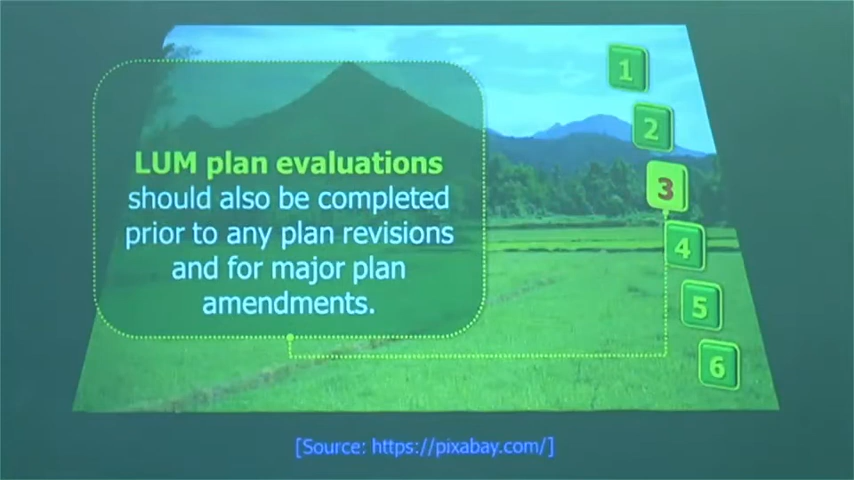 LUM plan evaluations
should also be completed
prior to any plan revisions
and for major plan
amendments.
1
2
3
4
5
6
[Source: https://pixabay.com/]